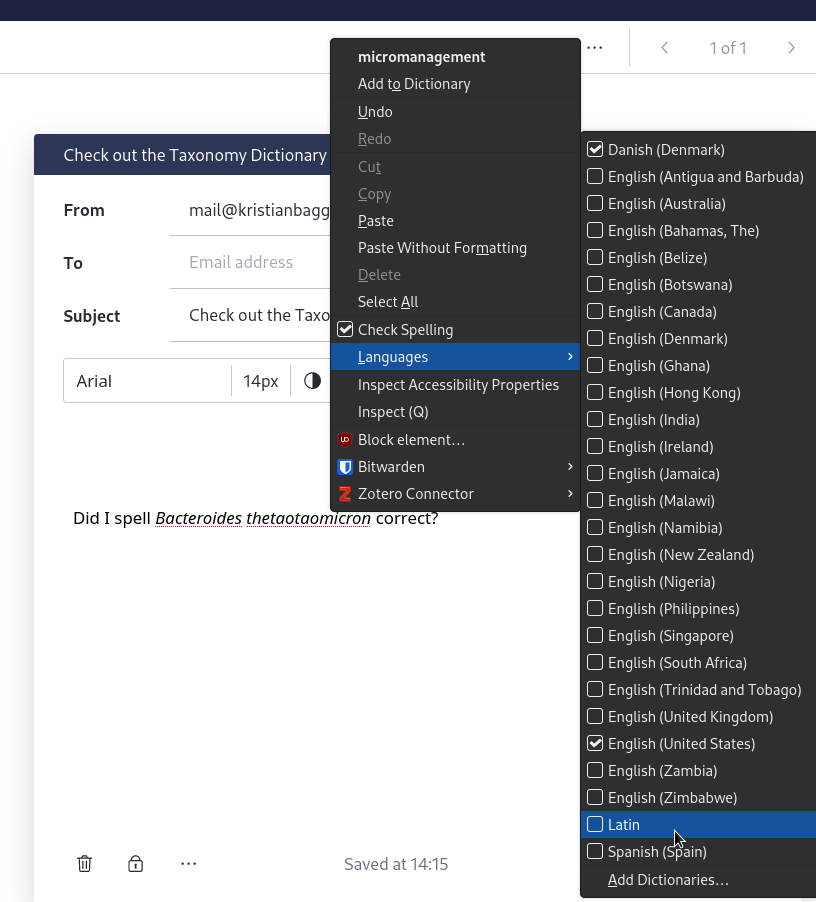 1 of 1
Check out the Taxonomy Dictionary
From
mail@kristianbagg
To
Email address
Subject
Check out the Taxo
Arial
14px
Did I spell Bacteroides thetaotaomicron correct?
Saved at 14:15
micromanagement
Add to Dictionary
Undo
Redo
Cut
Copy
Paste
Paste Without Formatting
Delete
Select All
Check Spelling
Languages
Inspect Accessibility Properties
Inspect (Q)
Block element…
Bitwarden
Zotero Connector
Danish (Denmark)
English (Antigua and Barbuda)
English (Australia)
English (Bahamas, The)
English (Belize)
English (Botswana)
English (Canada)
English (Denmark)
English (Ghana)
English (Hong Kong)
English (India)
English (Ireland)
English (Jamaica)
English (Malawi)
English (Namibia)
English (New Zealand)
English (Nigeria)
English (Philippines)
English (Singapore)
English (South Africa)
English (Trinidad and Tobago)
English (United Kingdom)
English (United States)
English (Zambia)
English (Zimbabwe)
Latin
Spanish (Spain)
Add Dictionaries…